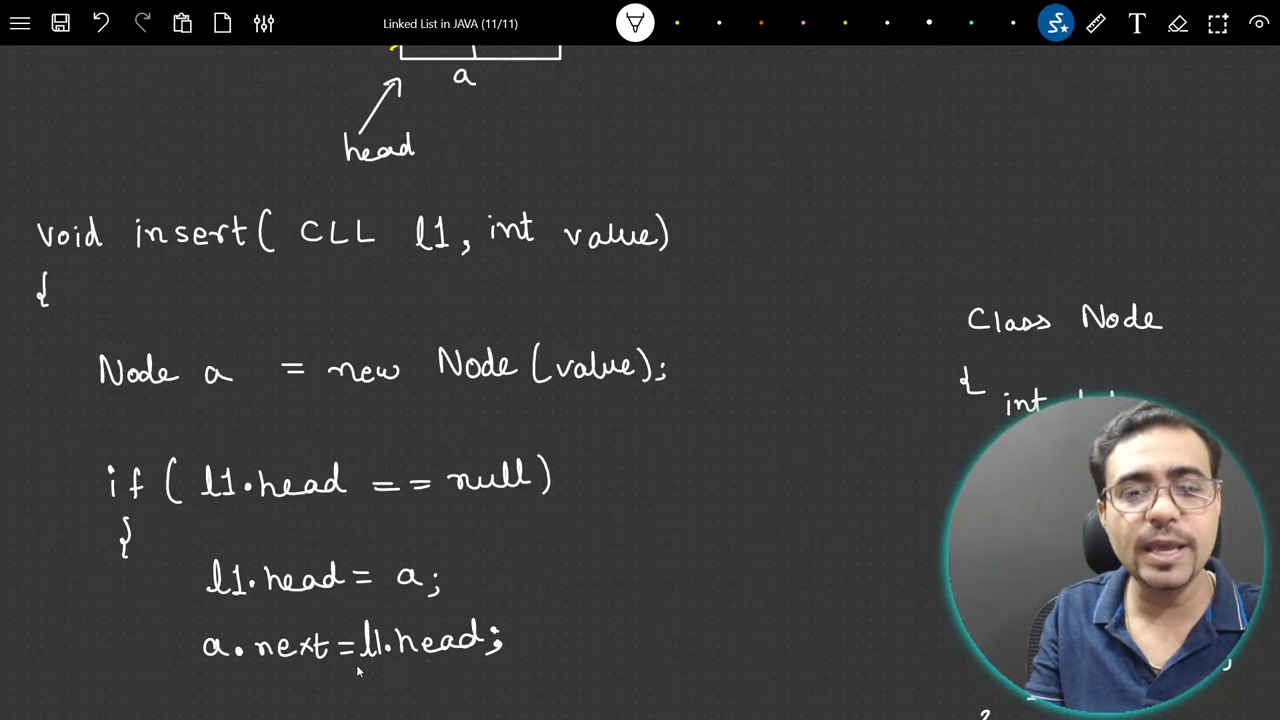 Linked List in JAVA (11/11)
a
head
void insert( CLL l1, int value)
{
Node a = new Node (value);
if ( l1.head == null)
{
l1.head = a;
a.next = l1.head;
Class Node
{
int